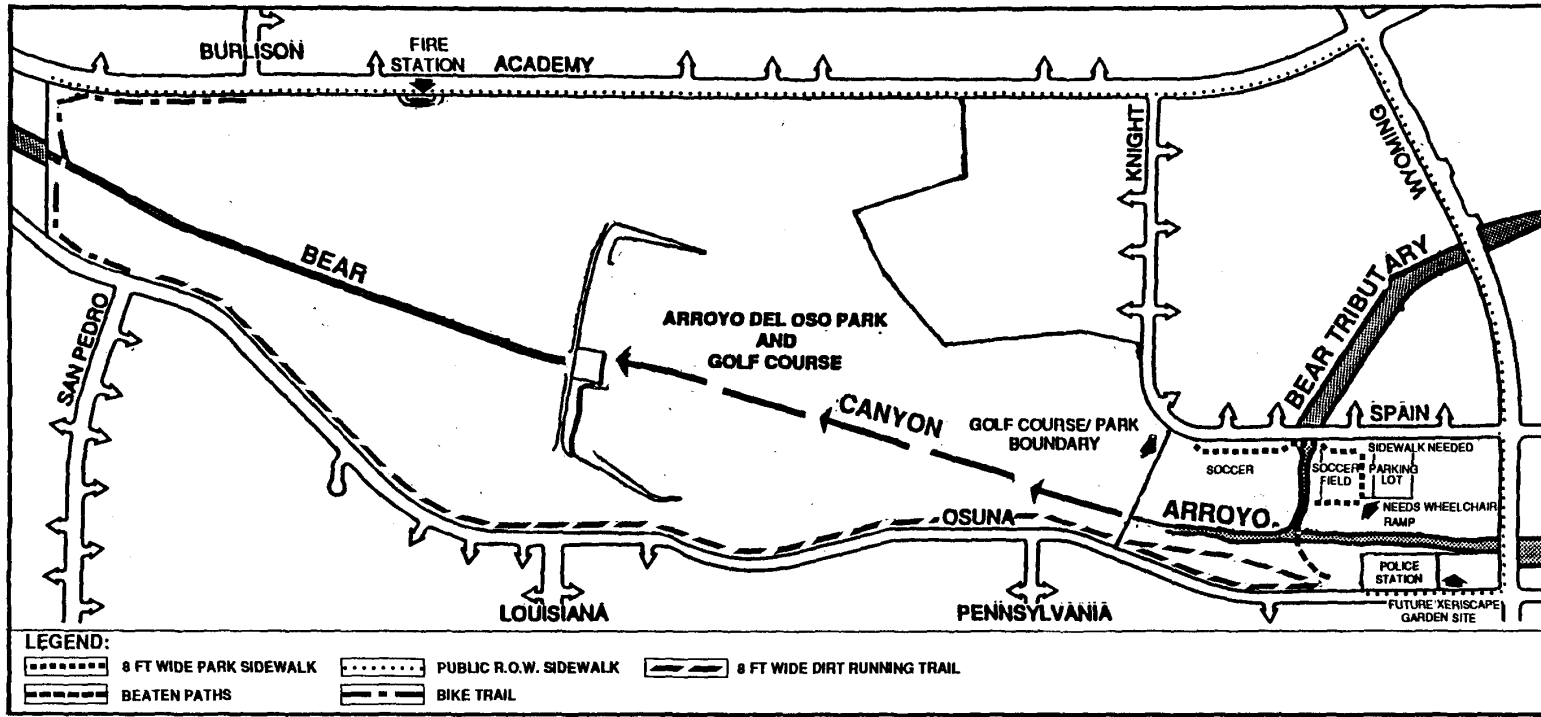 BURLISON
FIRE
STATION
ACADEMY
KNIGHT
WYOMING
BEAR
BEAR TRIBUTARY
SAN PEDRO
ARROYO DEL OSO PARK
AND
GOLF COURSE
CANYON
GOLF COURSE/ PARK
BOUNDARY
SPAIN
SIDEWALK NEEDED
SOCCER
SOCCER
FIELD
PARKING
LOT
NEEDS WHEELCHAIR
RAMP
ARROYO
OSUNA
POLICE
STATION
LOUISIANA
PENNSYLVANIA
FUTURE XERISCAPE
GARDEN SITE
LEGEND:
8 FT WIDE PARK SIDEWALK
PUBLIC R.O.W. SIDEWALK
8 FT WIDE DIRT RUNNING TRAIL
BEATEN PATHS
BIKE TRAIL